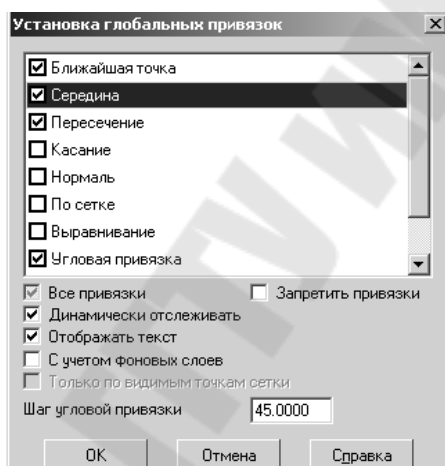 Установка глобальных привязок
Ближайшая точка
Середина
Пересечение
Касание
Нормаль
По сетке
Выравнивание
Угловая привязка
Все привязки Запретить привязки
Динамически отслеживать
Отображать текст
С учетом фоновых слоев
Только по видимым точкам сетки
Шаг угловой привязки 45.0000
OK Отмена Справка